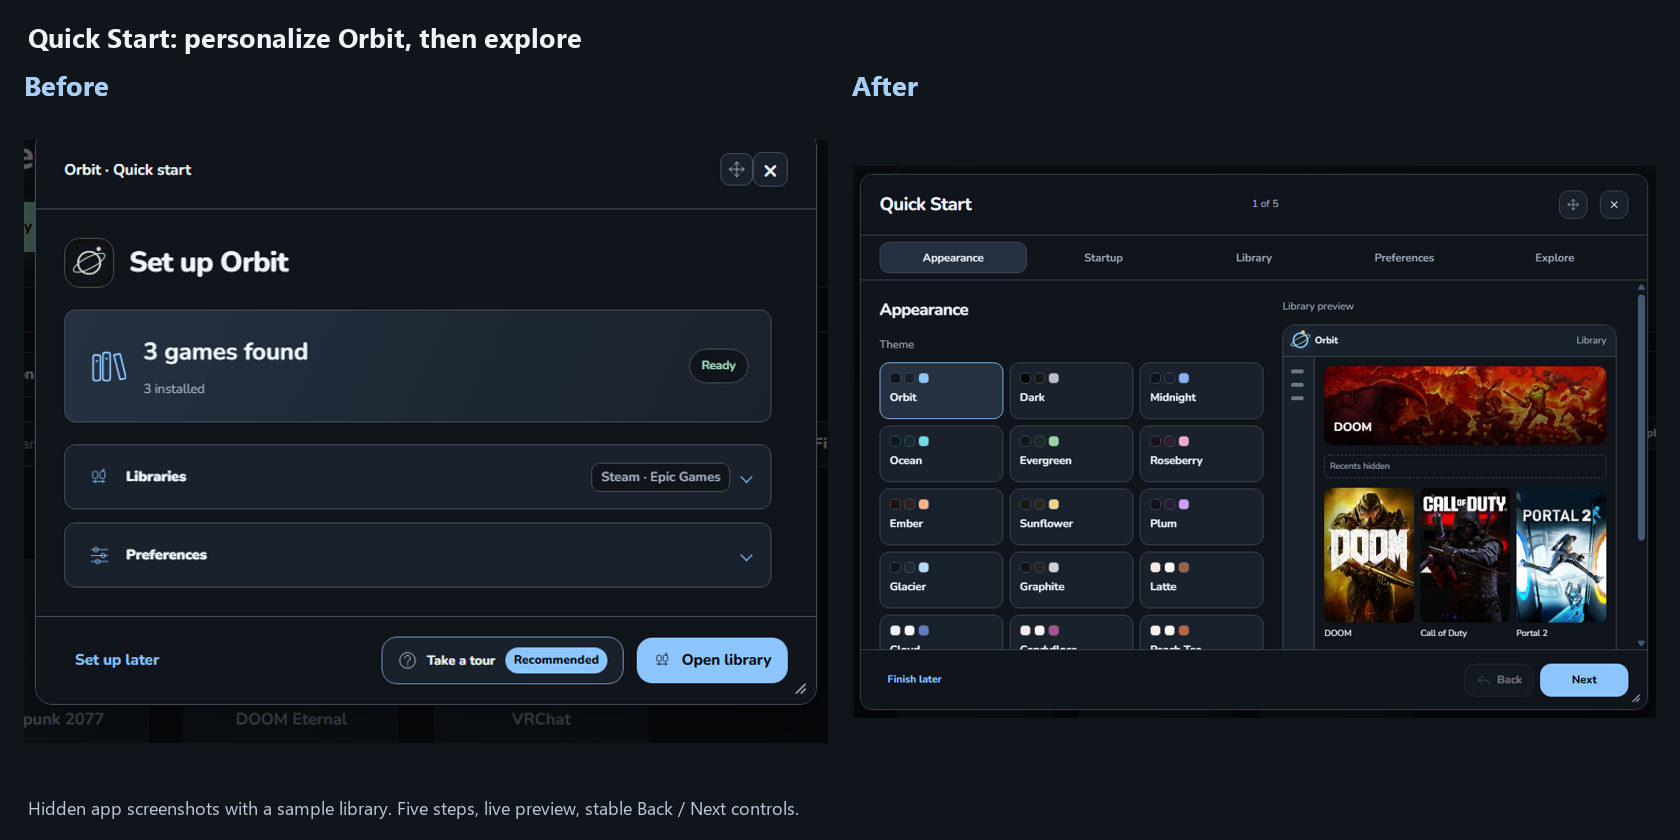 Quick Start: personalize Orbit, then explore
Before
After
Orbit · Quick start
Set up Orbit
3 games found
3 installed
Ready
Libraries
Steam · Epic Games
Preferences
Set up later
Take a tour
Recommended
Open library
punk 2077
DOOM Eternal
VRChat
Quick Start
1 of 5
Appearance
Startup
Library
Preferences
Explore
Appearance
Theme
Orbit
Dark
Midnight
Ocean
Evergreen
Roseberry
Ember
Sunflower
Plum
Glacier
Graphite
Latte
Cloud
Candyfloss
Peach Tea
Library preview
Orbit
Library
DOOM
Recents hidden
DOOM
CALL OF DUTY
PORTAL 2
DOOM
Call of Duty
Portal 2
Finish later
Back
Next
Hidden app screenshots with a sample library. Five steps, live preview, stable Back / Next controls.